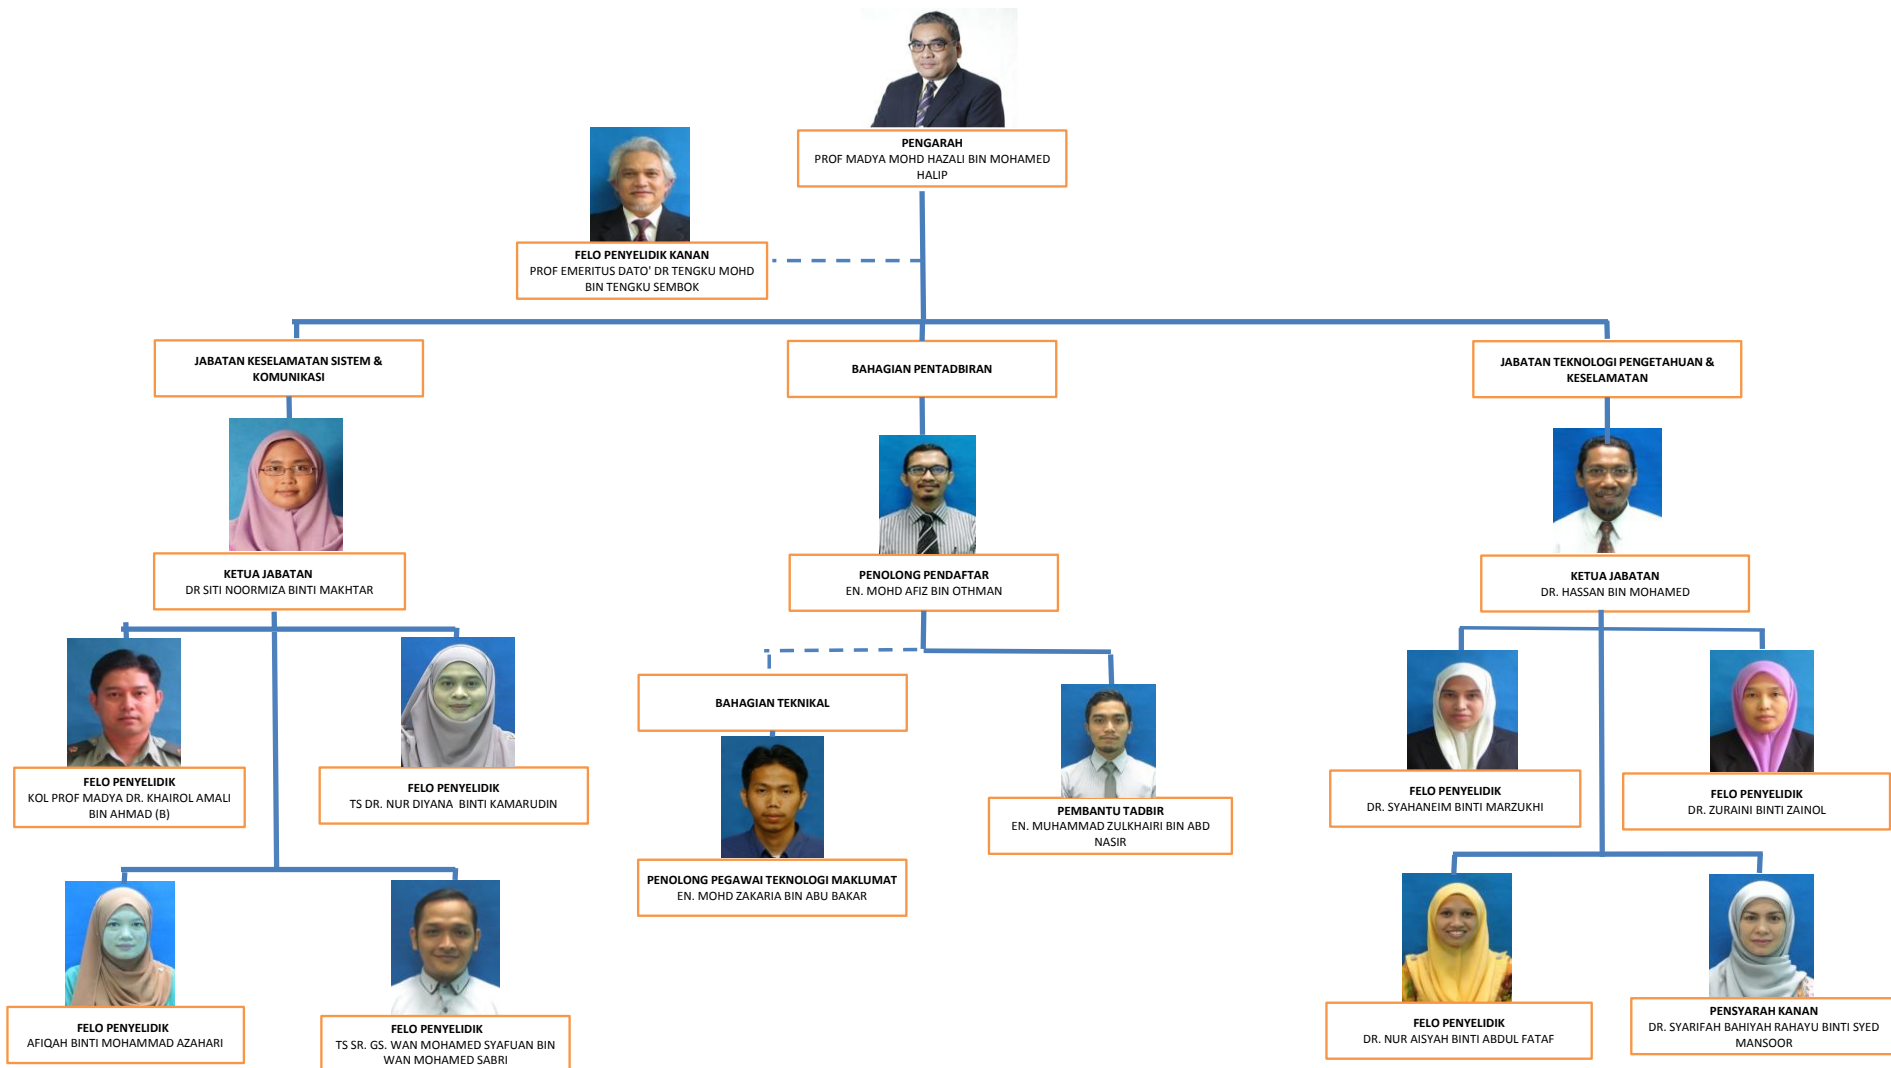 PENGARAH
PROF MADYA MOHD HAZALI BIN MOHAMED
HALIP
FELO PENYELIDIK KANAN
PROF EMERITUS DATO' DR TENGKU MOHD
BIN TENGKU SEMBOK
JABATAN KESELAMATAN SISTEM &
KOMUNIKASI
BAHAGIAN PENTADBIRAN
JABATAN TEKNOLOGI PENGETAHUAN &
KESELAMATAN
KETUA JABATAN
DR SITI NOORMIZA BINTI MAKHTAR
PENOLONG PENDAFTAR
EN. MOHD AFIZ BIN OTHMAN
KETUA JABATAN
DR. HASSAN BIN MOHAMED
FELO PENYELIDIK
KOL PROF MADYA DR. KHAIROL AMALI
BIN AHMAD (B)
FELO PENYELIDIK
TS DR. NUR DIYANA  BINTI KAMARUDIN
BAHAGIAN TEKNIKAL
PENOLONG PEGAWAI TEKNOLOGI MAKLUMAT
EN. MOHD ZAKARIA BIN ABU BAKAR
PEMBANTU TADBIR
EN. MUHAMMAD ZULKHAIRI BIN ABD
NASIR
FELO PENYELIDIK
DR. SYAHANEIM BINTI MARZUKHI
FELO PENYELIDIK
DR. ZURAINI BINTI ZAINOL
FELO PENYELIDIK
AFIQAH BINTI MOHAMMAD AZAHARI
FELO PENYELIDIK
TS SR. GS. WAN MOHAMED SYAFUAN BIN
WAN MOHAMED SABRI
FELO PENYELIDIK
DR. NUR AISYAH BINTI ABDUL FATAF
PENSYARAH KANAN
DR. SYARIFAH BAHIYAH RAHAYU BINTI SYED
MANSOOR